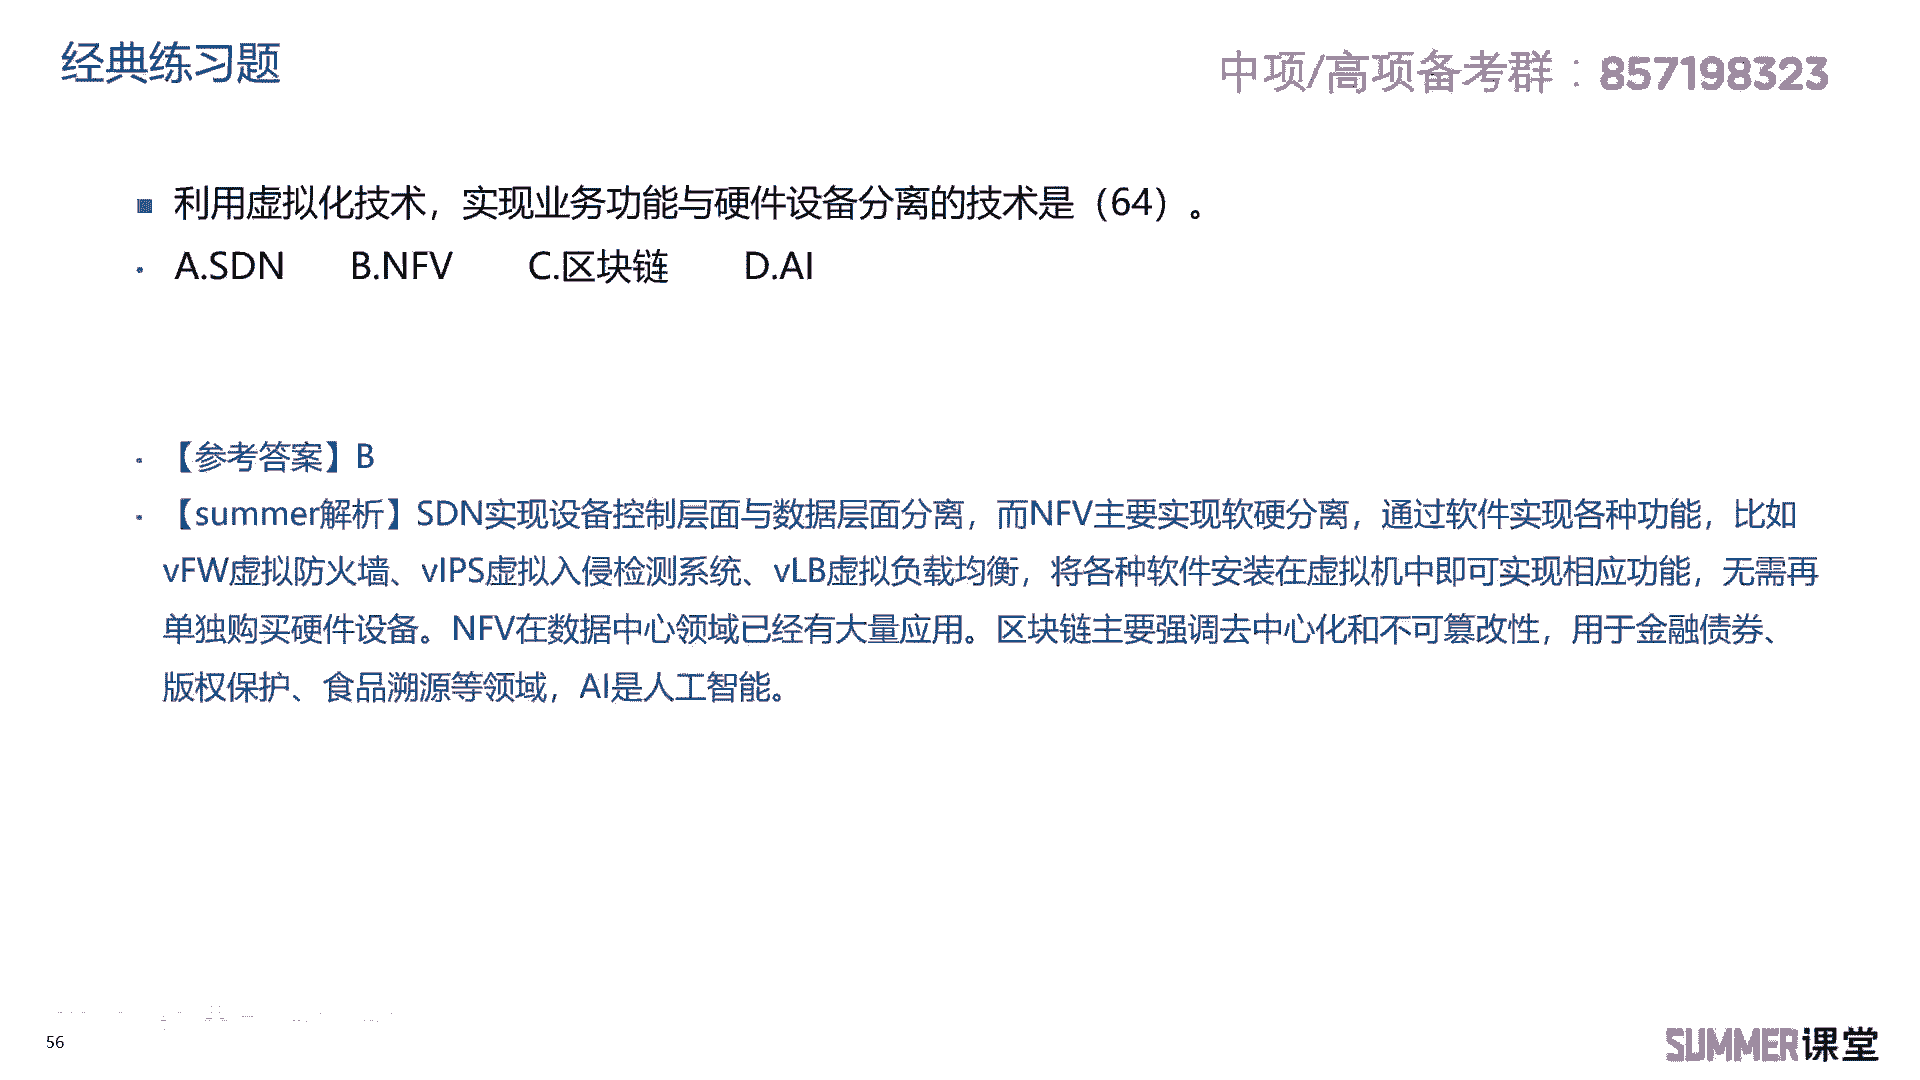 经典练习题
中项/高项备考群：857198323
利用虚拟化技术，实现业务功能与硬件设备分离的技术是（64）。
A.SDN B.NFV C.区块链 D.AI
【参考答案】B
【summer解析】SDN实现设备控制层面与数据层面分离，而NFV主要实现软硬分离，通过软件实现各种功能，比如
vFW虚拟防火墙、vIPS虚拟入侵检测系统、vLB虚拟负载均衡，将各种软件安装在虚拟机中即可实现相应功能，无需再
单独购买硬件设备。NFV在数据中心领域已经有大量应用。区块链主要强调去中心化和不可篡改性，用于金融债券、
版权保护、食品溯源等领域，AI是人工智能。
56
SUMMER课堂